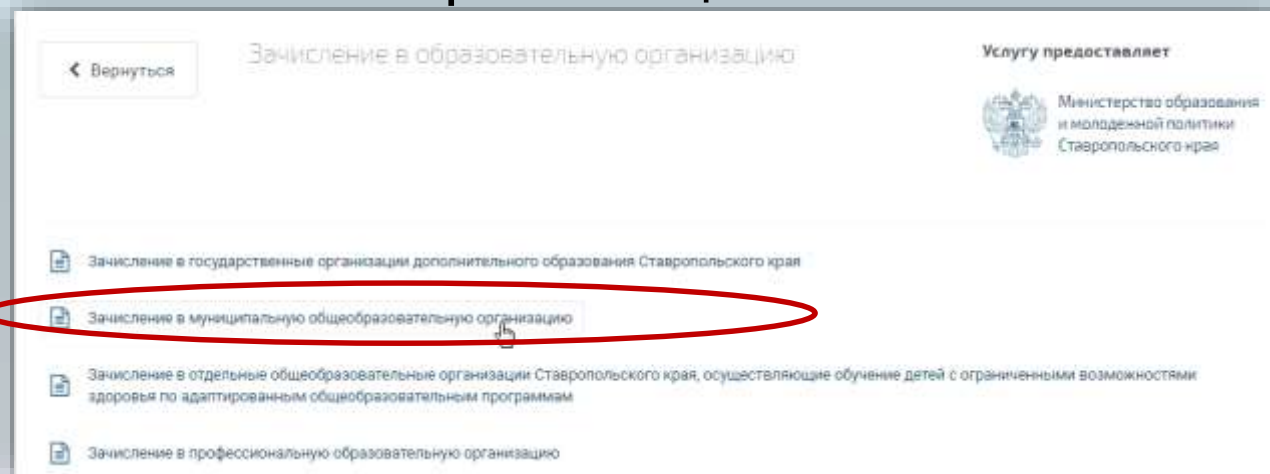 Вернуться
Зачисление в образовательную организацию
Услугу предоставляет
Министерство образования
и молодежной политики
Ставропольского края
Зачисление в государственные организации дополнительного образования Ставропольского края
Зачисление в муниципальную общеобразовательную организацию
Зачисление в отдельные общеобразовательные организации Ставропольского края, осуществляющие обучение детей с ограниченными возможностями
здоровья по адаптированным общеобразовательным программам
Зачисление в профессиональную образовательную организацию